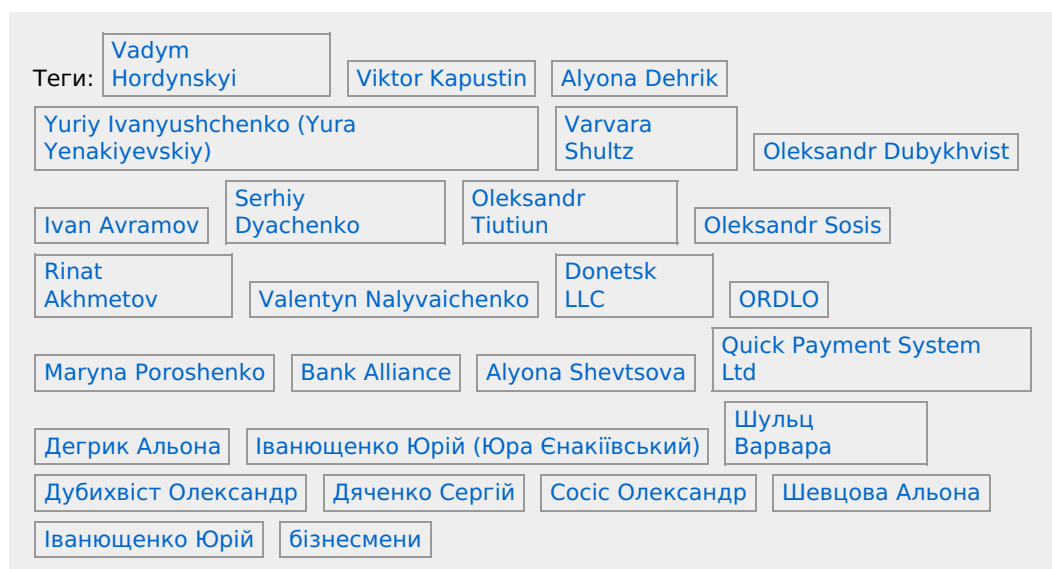 Теги: Vadym Hordynskyi Viktor Kapustin Alyona Dehrik
Yuriy Ivanyushchenko (Yura Yenakiyevskiy) Varvara Shultz Oleksandr Dubykhvist
Ivan Avramov Serhiy Dyachenko Oleksandr Tiutiun Oleksandr Sosis
Rinat Akhmetov Valentyn Nalyvaichenko Donetsk LLC ORDLO
Maryna Poroshenko Bank Alliance Alyona Shevtsova Quick Payment System Ltd
Дегрик Альона Іванющенко Юрій (Юра Єнакіївський) Шульц Варвара
Дубихвіст Олександр Дяченко Сергій Сосіс Олександр Шевцова Альона
Іванющенко Юрій бізнесмени